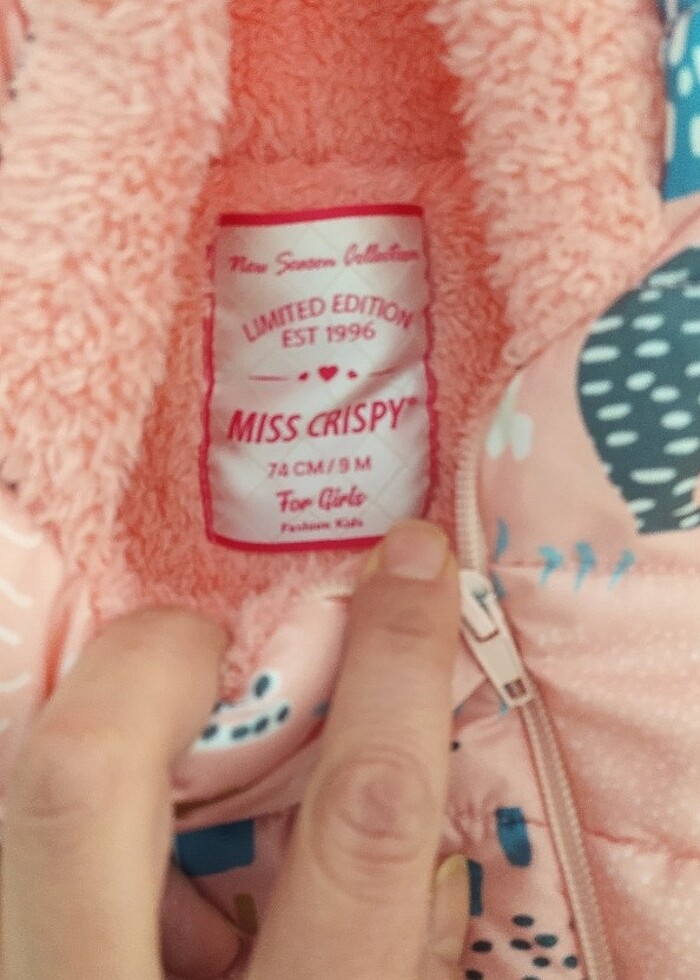 New Season Collection
LIMITED EDITION
EST 1996
MISS CRISPY®
74 CM / 9 M
For Girls
Fashion Kids